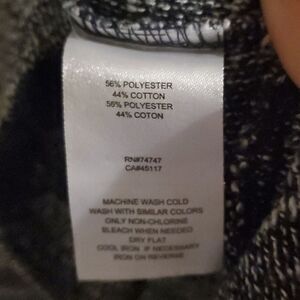 56% POLYESTER
44% COTTON
56% POLYESTER
44% COTON
RN#74747
CA#45117
MACHINE WASH COLD
WASH WITH SIMILAR COLORS
ONLY NON-CHLORINE
BLEACH WHEN NEEDED
DRY FLAT
COOL IRON IF NECESSARY
IRON ON REVERSE